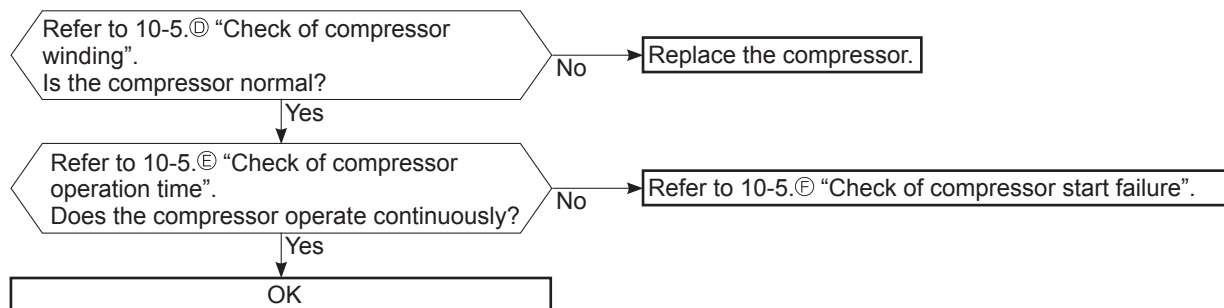 Refer to 10-5.Ⓓ “Check of compressor
winding”.
Is the compressor normal?
No
Replace the compressor.
Yes
Refer to 10-5.Ⓔ “Check of compressor
operation time”.
Does the compressor operate continuously?
No
Refer to 10-5.Ⓕ “Check of compressor start failure”.
Yes
OK